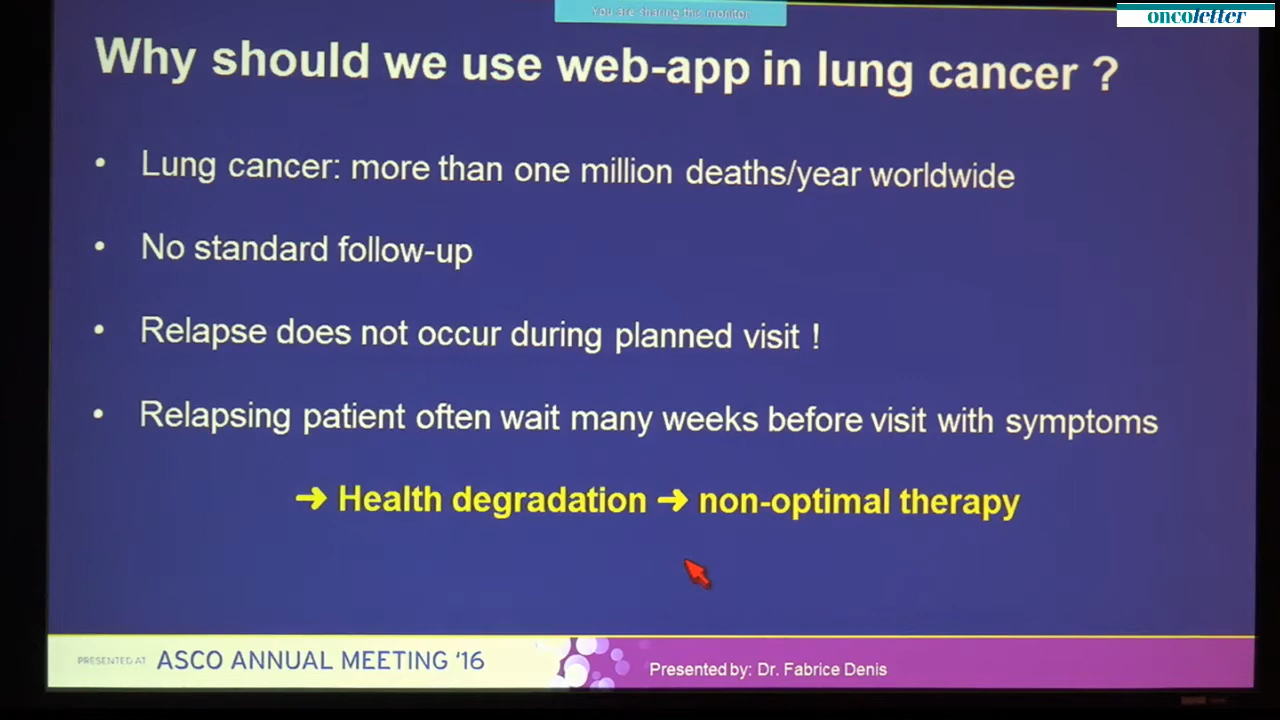 You are sharing this monitor
oncoletter
Why should we use web-app in lung cancer ?
• Lung cancer: more than one million deaths/year worldwide
• No standard follow-up
• Relapse does not occur during planned visit !
• Relapsing patient often wait many weeks before visit with symptoms
➜ Health degradation ➜ non-optimal therapy
PRESENTED AT ASCO ANNUAL MEETING '16
Presented by: Dr. Fabrice Denis